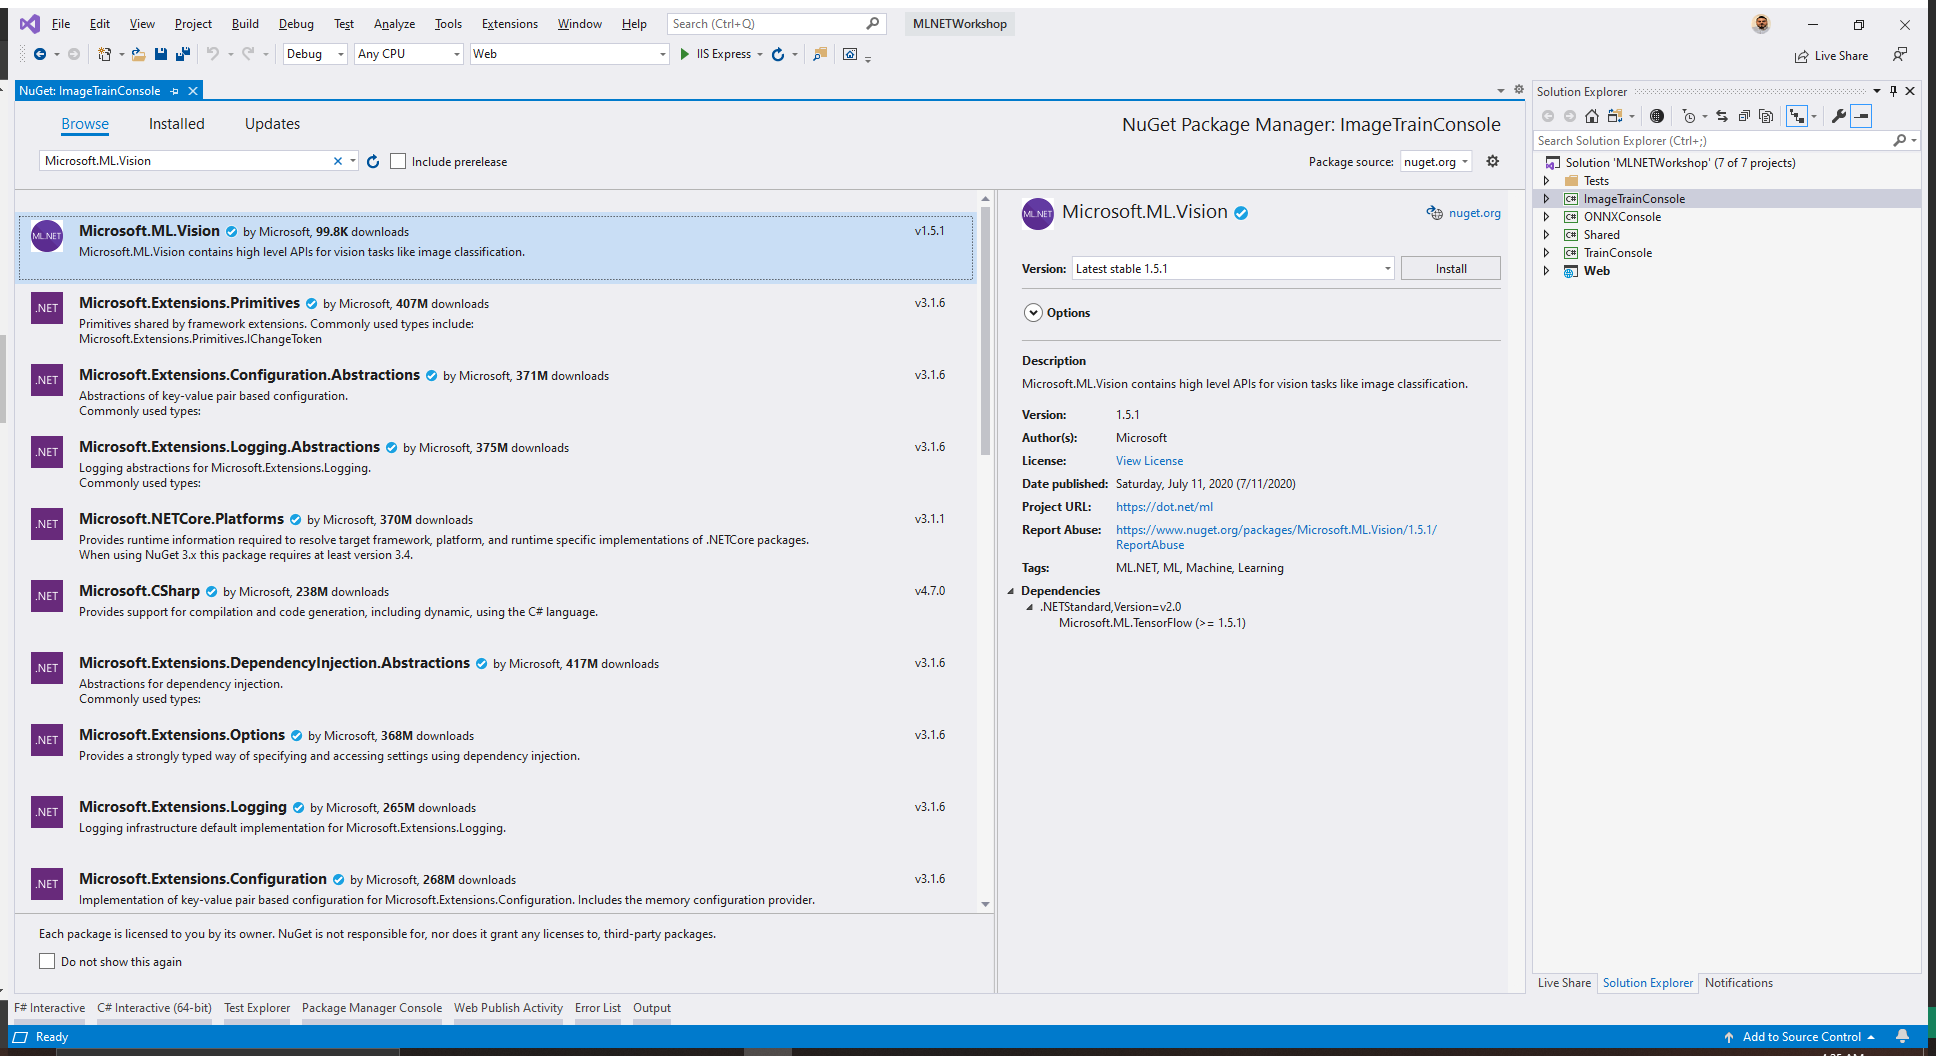 File Edit View Project Build Debug Test Analyze Tools Extensions Window Help Search (Ctrl+Q) MLNETWorkshop
Debug Any CPU Web IIS Express Live Share
NuGet: ImageTrainConsole
Browse Installed Updates
NuGet Package Manager: ImageTrainConsole
Microsoft.ML.Vision Include prerelease
Package source: nuget.org
ML.NET
Microsoft.ML.Vision by Microsoft, 99.8K downloads v1.5.1
Microsoft.ML.Vision contains high level APIs for vision tasks like image classification.
.NET
Microsoft.Extensions.Primitives by Microsoft, 407M downloads v3.1.6
Primitives shared by framework extensions. Commonly used types include:
Microsoft.Extensions.Primitives.IChangeToken
.NET
Microsoft.Extensions.Configuration.Abstractions by Microsoft, 371M downloads v3.1.6
Abstractions of key-value pair based configuration.
Commonly used types:
.NET
Microsoft.Extensions.Logging.Abstractions by Microsoft, 375M downloads v3.1.6
Logging abstractions for Microsoft.Extensions.Logging.
Commonly used types:
.NET
Microsoft.NETCore.Platforms by Microsoft, 370M downloads v3.1.1
Provides runtime information required to resolve target framework, platform, and runtime specific implementations of .NETCore packages.
When using NuGet 3.x this package requires at least version 3.4.
.NET
Microsoft.CSharp by Microsoft, 238M downloads v4.7.0
Provides support for compilation and code generation, including dynamic, using the C# language.
.NET
Microsoft.Extensions.DependencyInjection.Abstractions by Microsoft, 417M downloads v3.1.6
Abstractions for dependency injection.
Commonly used types:
.NET
Microsoft.Extensions.Options by Microsoft, 368M downloads v3.1.6
Provides a strongly typed way of specifying and accessing settings using dependency injection.
.NET
Microsoft.Extensions.Logging by Microsoft, 265M downloads v3.1.6
Logging infrastructure default implementation for Microsoft.Extensions.Logging.
.NET
Microsoft.Extensions.Configuration by Microsoft, 268M downloads v3.1.6
Implementation of key-value pair based configuration for Microsoft.Extensions.Configuration. Includes the memory configuration provider.
Each package is licensed to you by its owner. NuGet is not responsible for, nor does it grant any licenses to, third-party packages.
Do not show this again
ML.NET
Microsoft.ML.Vision nuget.org
Version: Latest stable 1.5.1 Install
Options
Description
Microsoft.ML.Vision contains high level APIs for vision tasks like image classification.
Version: 1.5.1
Author(s): Microsoft
License: View License
Date published: Saturday, July 11, 2020 (7/11/2020)
Project URL: https://dot.net/ml
Report Abuse: https://www.nuget.org/packages/Microsoft.ML.Vision/1.5.1/
ReportAbuse
Tags: ML.NET, ML, Machine, Learning
Dependencies
.NETStandard,Version=v2.0
Microsoft.ML.TensorFlow (>= 1.5.1)
Solution Explorer
Search Solution Explorer (Ctrl+;)
Solution 'MLNETWorkshop' (7 of 7 projects)
Tests
C# ImageTrainConsole
C# ONNXConsole
C# Shared
C# TrainConsole
Web
Live Share Solution Explorer Notifications
F# Interactive C# Interactive (64-bit) Test Explorer Package Manager Console Web Publish Activity Error List Output
Ready Add to Source Control